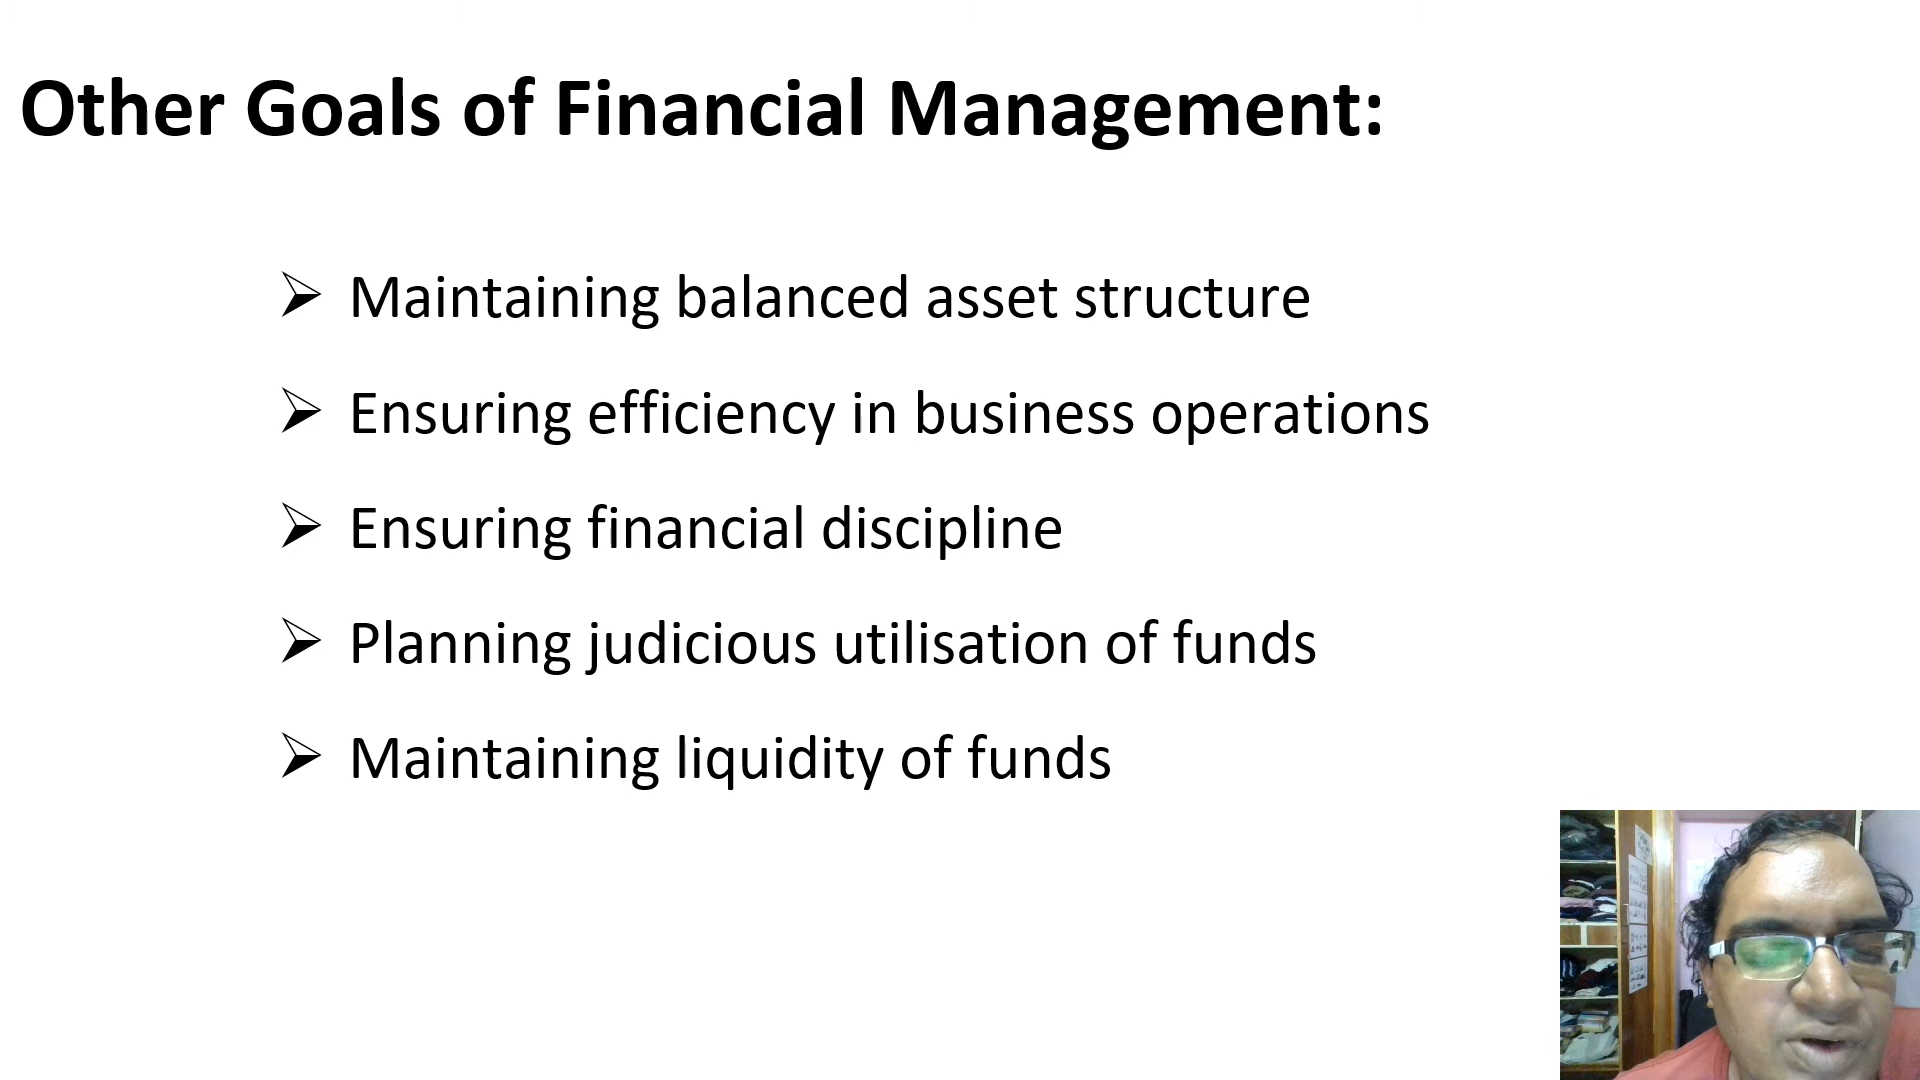 Other Goals of Financial Management:
Maintaining balanced asset structure
Ensuring efficiency in business operations
Ensuring financial discipline
Planning judicious utilisation of funds
Maintaining liquidity of funds